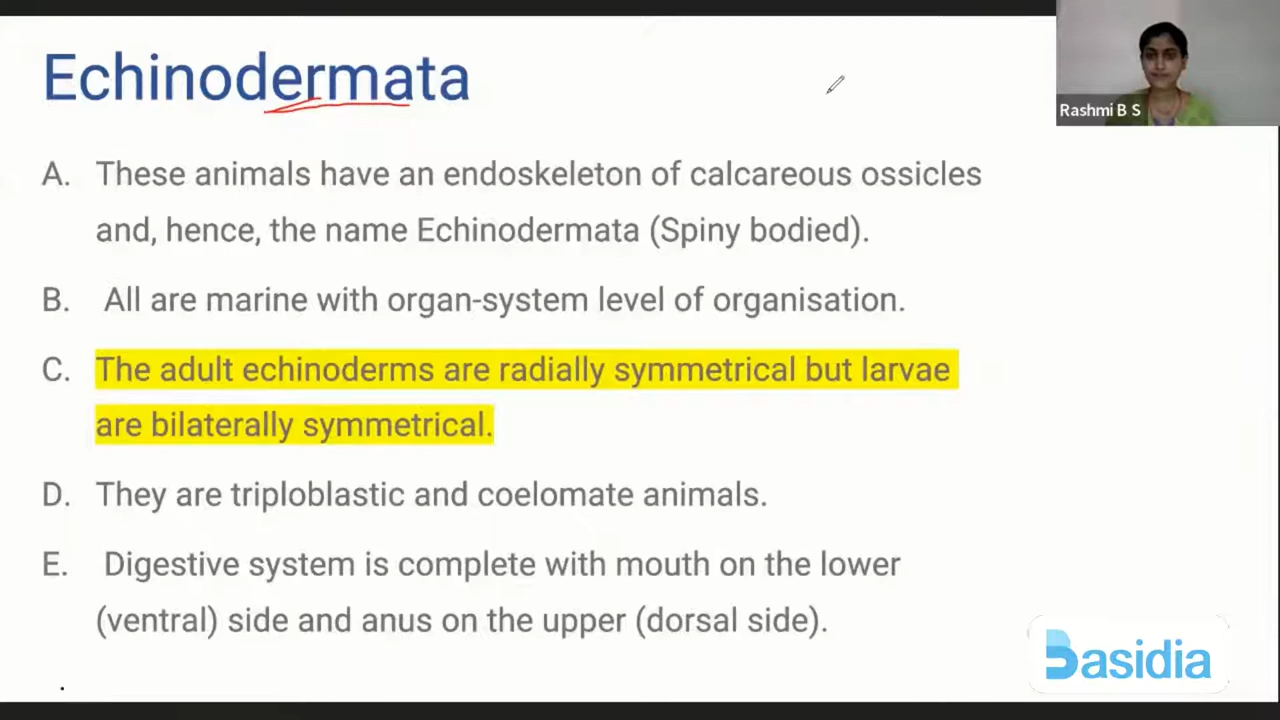 Echinodermata
Rashmi B S
A. These animals have an endoskeleton of calcareous ossicles
and, hence, the name Echinodermata (Spiny bodied).
B. All are marine with organ-system level of organisation.
C. The adult echinoderms are radially symmetrical but larvae
are bilaterally symmetrical.
D. They are triploblastic and coelomate animals.
E. Digestive system is complete with mouth on the lower
(ventral) side and anus on the upper (dorsal side).
Basidia
.